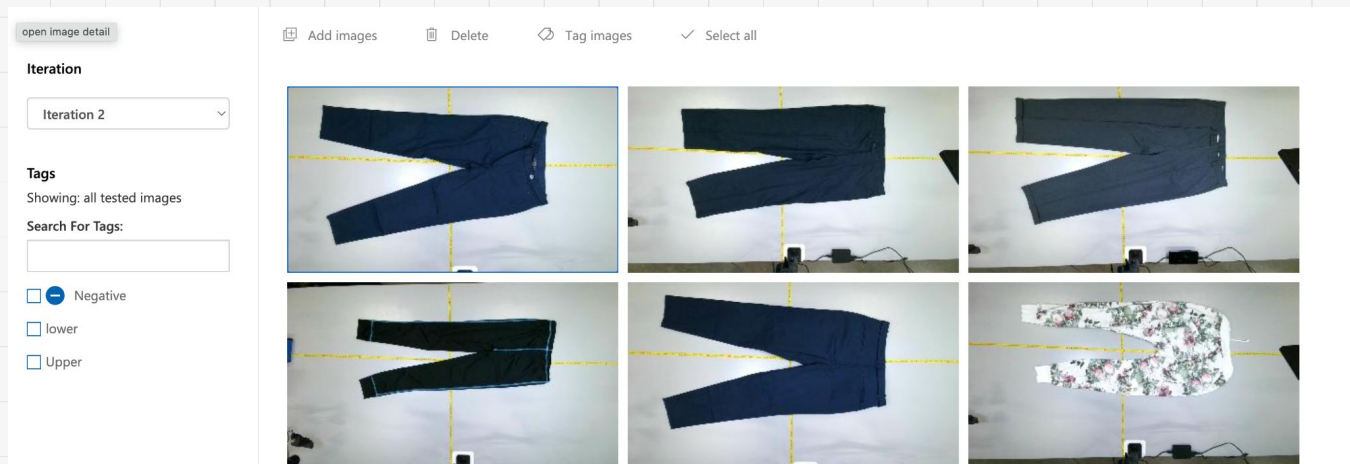 open image detail
Add images
Delete
Tag images
Select all
Iteration
Iteration 2
Tags
Showing: all tested images
Search For Tags:
Negative
lower
Upper